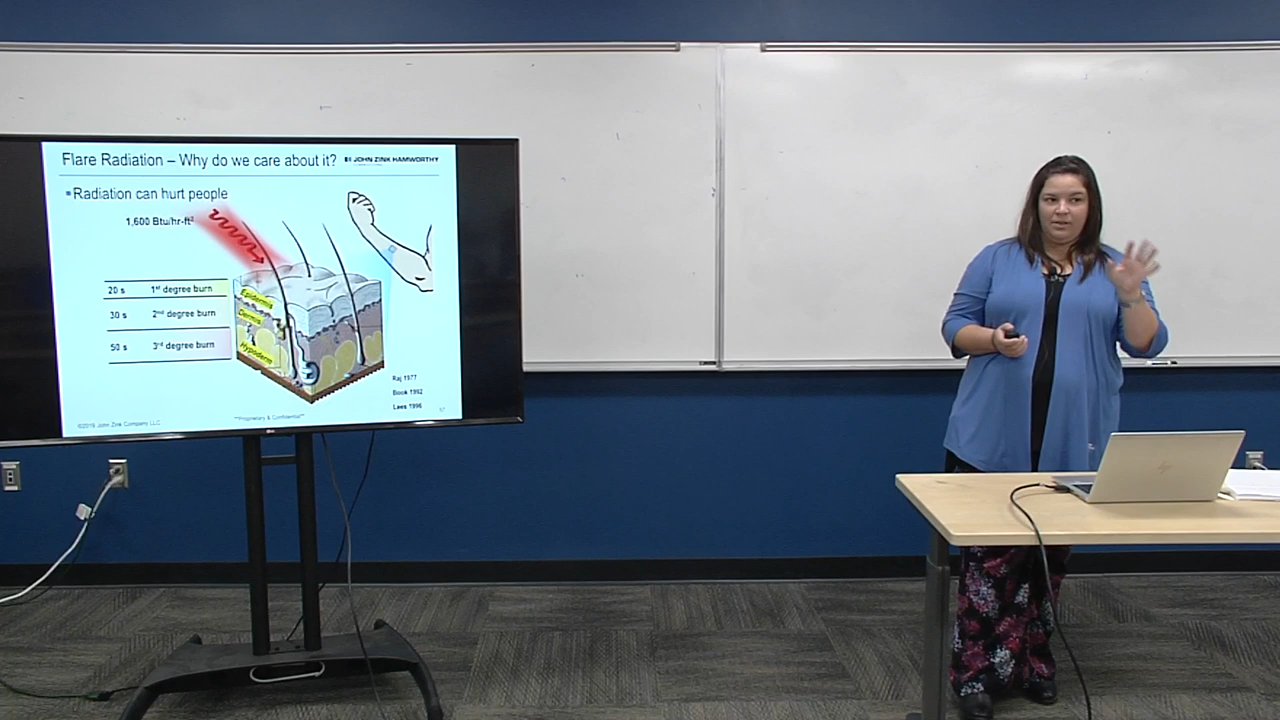 Flare Radiation – Why do we care about it?
JOHN ZINK HAMWORTHY
Radiation can hurt people
1,600 Btu/hr-ft²
20 s 1st degree burn
30 s 2nd degree burn
50 s 3rd degree burn
Epidermis
Dermis
Hypoderm
Raj 1977
Book 1992
Lees 1996
©2019 John Zink Company LLC
**Proprietary & Confidential**
57
hp